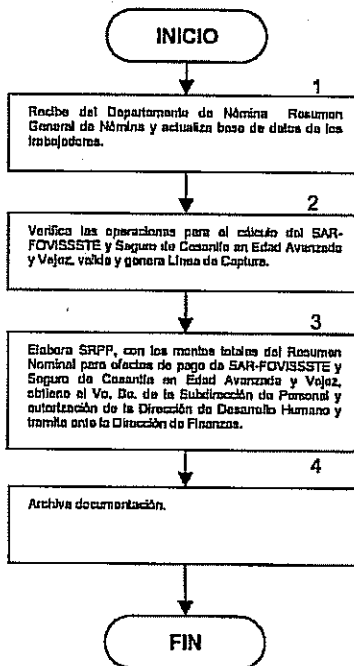 INICIO
1
Recibe del Departamento de Nómina Resumen
General de Nómina y actualiza base de datos de los
trabajadores.
2
Verifica las operaciones para el cálculo del SAR-
FOVISSSTE y Seguro de Cesantía en Edad Avanzada
y Vejez, valida y genera Línea de Captura.
3
Elabora SRPP, con los montos totales del Resumen
Nominal para efectos de pago de SAR-FOVISSSTE y
Seguro de Cesantía en Edad Avanzada y Vejez,
obtiene el Vo. Bo. de la Subdirección de Personal y
autorización de la Dirección de Desarrollo Humano y
tramita ante la Dirección de Finanzas.
4
Archiva documentación.
FIN